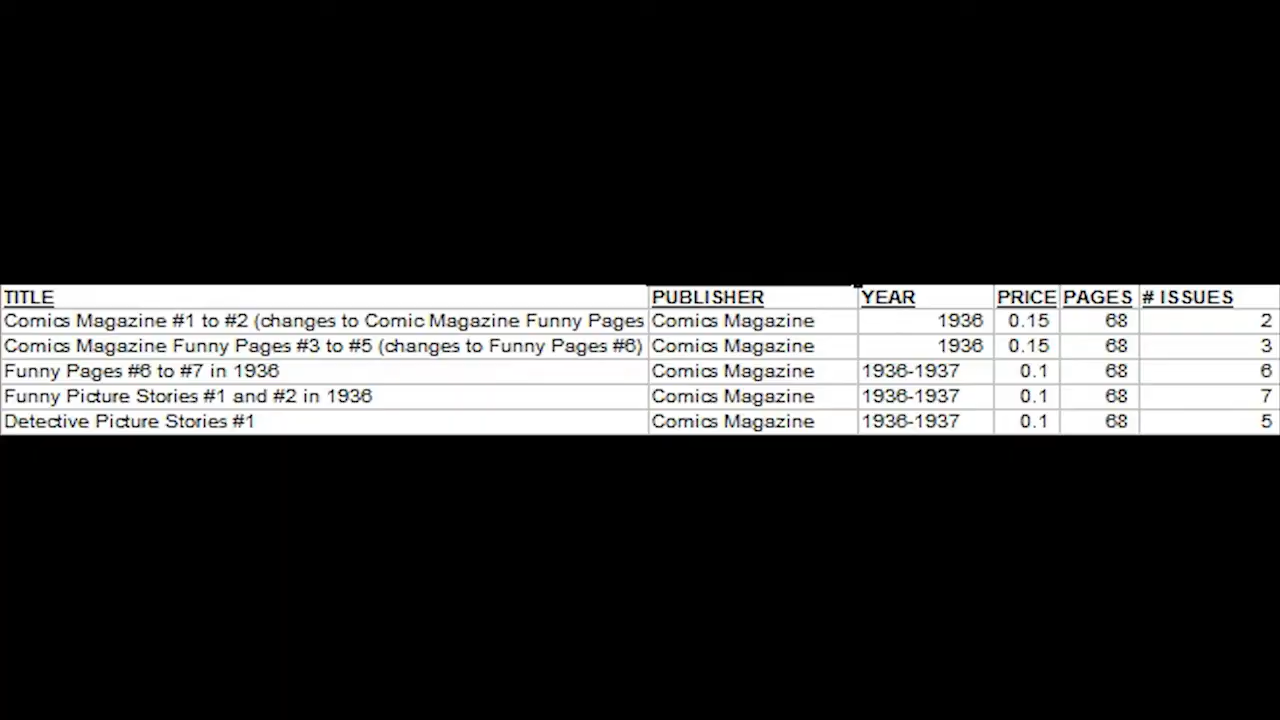 TITLE PUBLISHER YEAR PRICE PAGES # ISSUES
Comics Magazine #1 to #2 (changes to Comic Magazine Funny Pages Comics Magazine 1936 0.15 68 2
Comics Magazine Funny Pages #3 to #5 (changes to Funny Pages #6) Comics Magazine 1936 0.15 68 3
Funny Pages #6 to #7 in 1936 Comics Magazine 1936-1937 0.1 68 6
Funny Picture Stories #1 and #2 in 1936 Comics Magazine 1936-1937 0.1 68 7
Detective Picture Stories #1 Comics Magazine 1936-1937 0.1 68 5